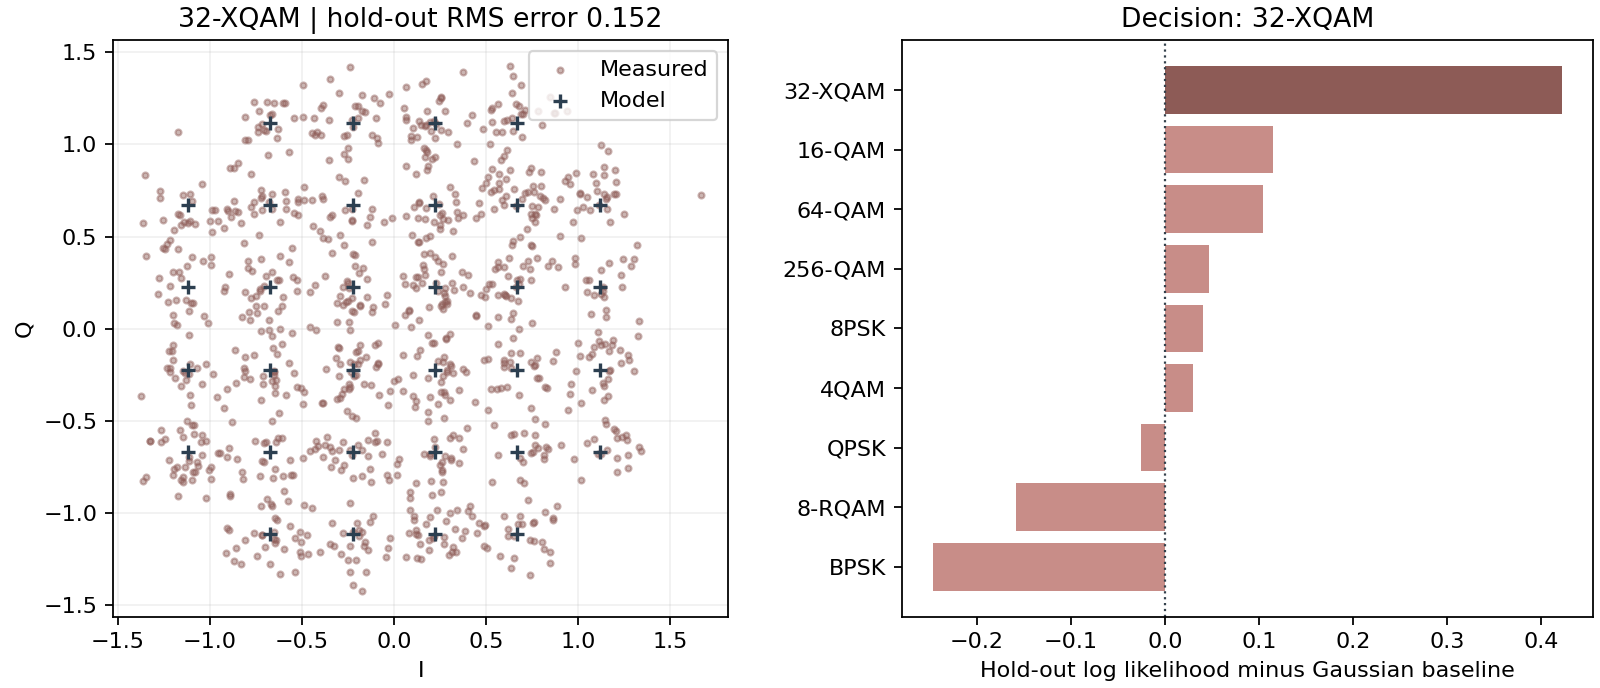 32-XQAM | hold-out RMS error 0.152
Measured
Model
1.5
1.0
0.5
0.0
−0.5
−1.0
−1.5
Q
−1.5
−1.0
−0.5
0.0
0.5
1.0
1.5
I
Decision: 32-XQAM
32-XQAM
16-QAM
64-QAM
256-QAM
8PSK
4QAM
QPSK
8-RQAM
BPSK
−0.2
−0.1
0.0
0.1
0.2
0.3
0.4
Hold-out log likelihood minus Gaussian baseline